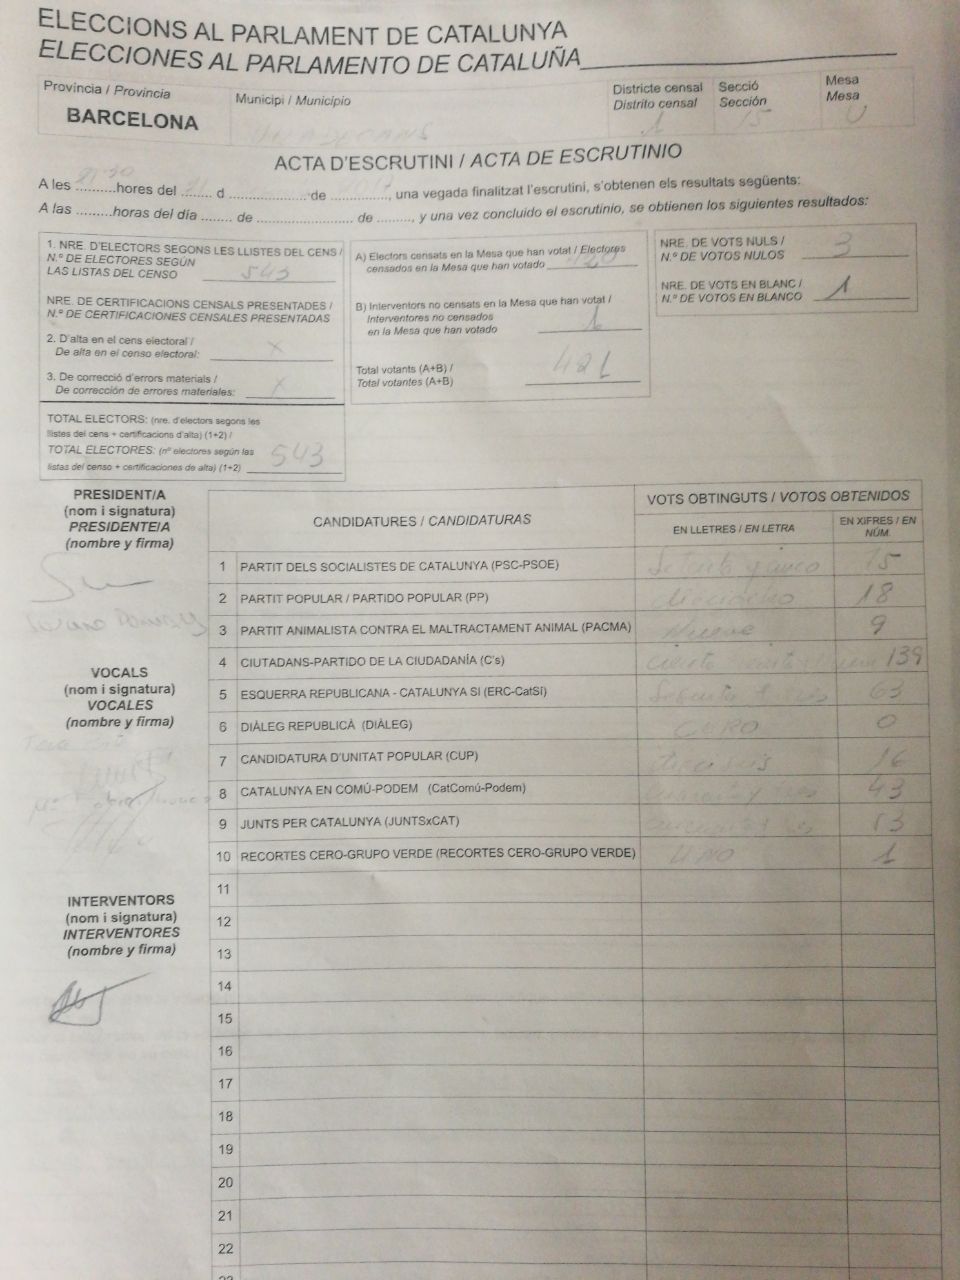 ELECCIONS AL PARLAMENT DE CATALUNYA
ELECCIONES AL PARLAMENTO DE CATALUÑA
Provincia / Provincia
BARCELONA
Municipi / Municipio
Districte censal
Distrito censal
1
Secció
Sección
15
Mesa
Mesa
U
ACTA D'ESCRUTINI / ACTA DE ESCRUTINIO
A les .........hores del ........ d .................... de ..............., una vegada finalitzat l'escrutini, s'obtenen els resultats següents:
A las .........horas del día ........ de ......................... de ........., y una vez concluido el escrutinio, se obtienen los siguientes resultados:
1. NRE. D'ELECTORS SEGONS LES LLISTES DEL CENS /
N.º DE ELECTORES SEGÚN
LAS LISTAS DEL CENSO 543
NRE. DE CERTIFICACIONS CENSALS PRESENTADES /
N.º DE CERTIFICACIONES CENSALES PRESENTADAS
2. D'alta en el cens electoral /
De alta en el censo electoral: X
3. De correcció d'errors materials /
De corrección de errores materiales: X
TOTAL ELECTORS: (nre. d'electors segons les
llistes del cens + certificacions d'alta) (1+2) /
TOTAL ELECTORES: (nº electores según las
listas del censo + certificaciones de alta) (1+2) 543
A) Electors censats en la Mesa que han votat / Electores
censados en la Mesa que han votado 420
B) Interventors no censats en la Mesa que han votat /
Interventores no censados
en la Mesa que han votado 1
Total votants (A+B) /
Total votantes (A+B) 421
NRE. DE VOTS NULS /
N.º DE VOTOS NULOS 3
NRE. DE VOTS EN BLANC /
N.º DE VOTOS EN BLANCO 1
PRESIDENT/A
(nom i signatura)
PRESIDENTE/A
(nombre y firma)
VOCALS
(nom i signatura)
VOCALES
(nombre y firma)
INTERVENTORS
(nom i signatura)
INTERVENTORES
(nombre y firma)
CANDIDATURES / CANDIDATURAS
VOTS OBTINGUTS / VOTOS OBTENIDOS
EN LLETRES / EN LETRA
EN XIFRES / EN
NÚM.
1 PARTIT DELS SOCIALISTES DE CATALUNYA (PSC-PSOE) Setenta y cinco 75
2 PARTIT POPULAR / PARTIDO POPULAR (PP) dieciocho 18
3 PARTIT ANIMALISTA CONTRA EL MALTRACTAMENT ANIMAL (PACMA) Nueve 9
4 CIUTADANS-PARTIDO DE LA CIUDADANÍA (C's) ciento treinta y nueve 139
5 ESQUERRA REPUBLICANA - CATALUNYA SI (ERC-CatSí) Sesenta y tres 63
6 DIÀLEG REPUBLICÀ (DIÀLEG) CERO 0
7 CANDIDATURA D'UNITAT POPULAR (CUP) dieciseis 16
8 CATALUNYA EN COMÚ-PODEM (CatComú-Podem) cuarenta y tres 43
9 JUNTS PER CATALUNYA (JUNTSxCAT) cincuenta y tres 53
10 RECORTES CERO-GRUPO VERDE (RECORTES CERO-GRUPO VERDE) UNO 1
11
12
13
14
15
16
17
18
19
20
21
22
23